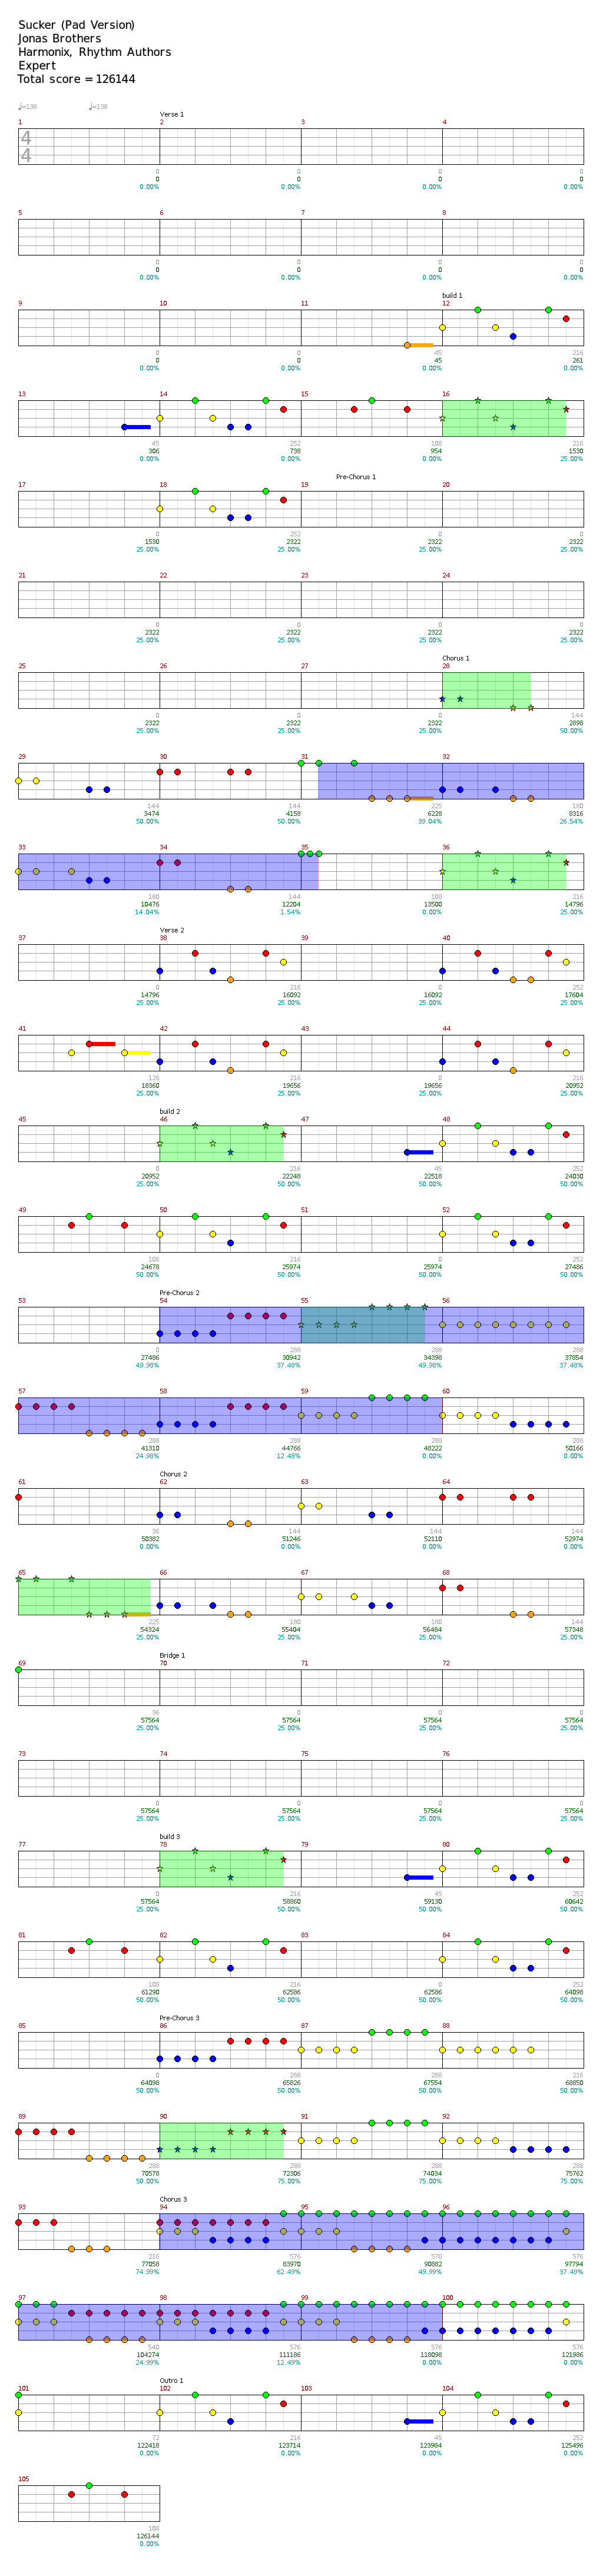 Sucker (Pad Version)
Jonas Brothers
Harmonix, Rhythm Authors
Expert
Total score = 126144
♩=138 ♩=138
Verse 1
1 2 3 4
4
4
0 0 0 0
0 0 0 0
0.00% 0.00% 0.00% 0.00%
5 6 7 8
0 0 0 0
0 0 0 0
0.00% 0.00% 0.00% 0.00%
build 1
9 10 11 12
0 0 45 216
0 0 45 261
0.00% 0.00% 0.00% 0.00%
13 14 15 16
45 252 108 216
306 738 954 1530
0.00% 0.00% 0.00% 25.00%
Pre-Chorus 1
17 18 19 20
0 252 0 0
1530 2322 2322 2322
25.00% 25.00% 25.00% 25.00%
21 22 23 24
0 0 0 0
2322 2322 2322 2322
25.00% 25.00% 25.00% 25.00%
Chorus 1
25 26 27 28
0 0 0 144
2322 2322 2322 2898
25.00% 25.00% 25.00% 50.00%
29 30 31 32
144 144 225 180
3474 4158 6228 8316
50.00% 50.00% 39.04% 26.54%
33 34 35 36
180 144 108 216
10476 12204 13500 14796
14.04% 1.54% 0.00% 25.00%
Verse 2
37 38 39 40
0 216 0 252
14796 16092 16092 17604
25.00% 25.00% 25.00% 25.00%
41 42 43 44
126 216 0 216
18360 19656 19656 20952
25.00% 25.00% 25.00% 25.00%
build 2
45 46 47 48
0 216 45 252
20952 22248 22518 24030
25.00% 50.00% 50.00% 50.00%
49 50 51 52
108 216 0 252
24678 25974 25974 27486
50.00% 50.00% 50.00% 50.00%
Pre-Chorus 2
53 54 55 56
0 288 288 288
27486 30942 34398 37854
49.98% 37.48% 49.98% 37.48%
57 58 59 60
288 288 288 288
41310 44766 48222 50166
24.98% 12.48% 0.00% 0.00%
Chorus 2
61 62 63 64
36 144 144 144
50382 51246 52110 52974
0.00% 0.00% 0.00% 0.00%
65 66 67 68
225 180 180 144
54324 55404 56484 57348
25.00% 25.00% 25.00% 25.00%
Bridge 1
69 70 71 72
36 0 0 0
57564 57564 57564 57564
25.00% 25.00% 25.00% 25.00%
73 74 75 76
0 0 0 0
57564 57564 57564 57564
25.00% 25.00% 25.00% 25.00%
build 3
77 78 79 80
0 216 45 252
57564 58860 59130 60642
25.00% 50.00% 50.00% 50.00%
81 82 83 84
108 216 0 252
61290 62586 62586 64098
50.00% 50.00% 50.00% 50.00%
Pre-Chorus 3
85 86 87 88
0 288 288 216
64098 65826 67554 68850
50.00% 50.00% 50.00% 50.00%
89 90 91 92
288 288 288 288
70578 72306 74034 75762
50.00% 75.00% 75.00% 75.00%
Chorus 3
93 94 95 96
216 576 576 576
77058 83970 90882 97794
74.99% 62.49% 49.99% 37.49%
97 98 99 100
540 576 576 576
104274 111186 118098 121986
24.99% 12.49% 0.00% 0.00%
Outro 1
101 102 103 104
72 216 45 252
122418 123714 123984 125496
0.00% 0.00% 0.00% 0.00%
105
108
126144
0.00%